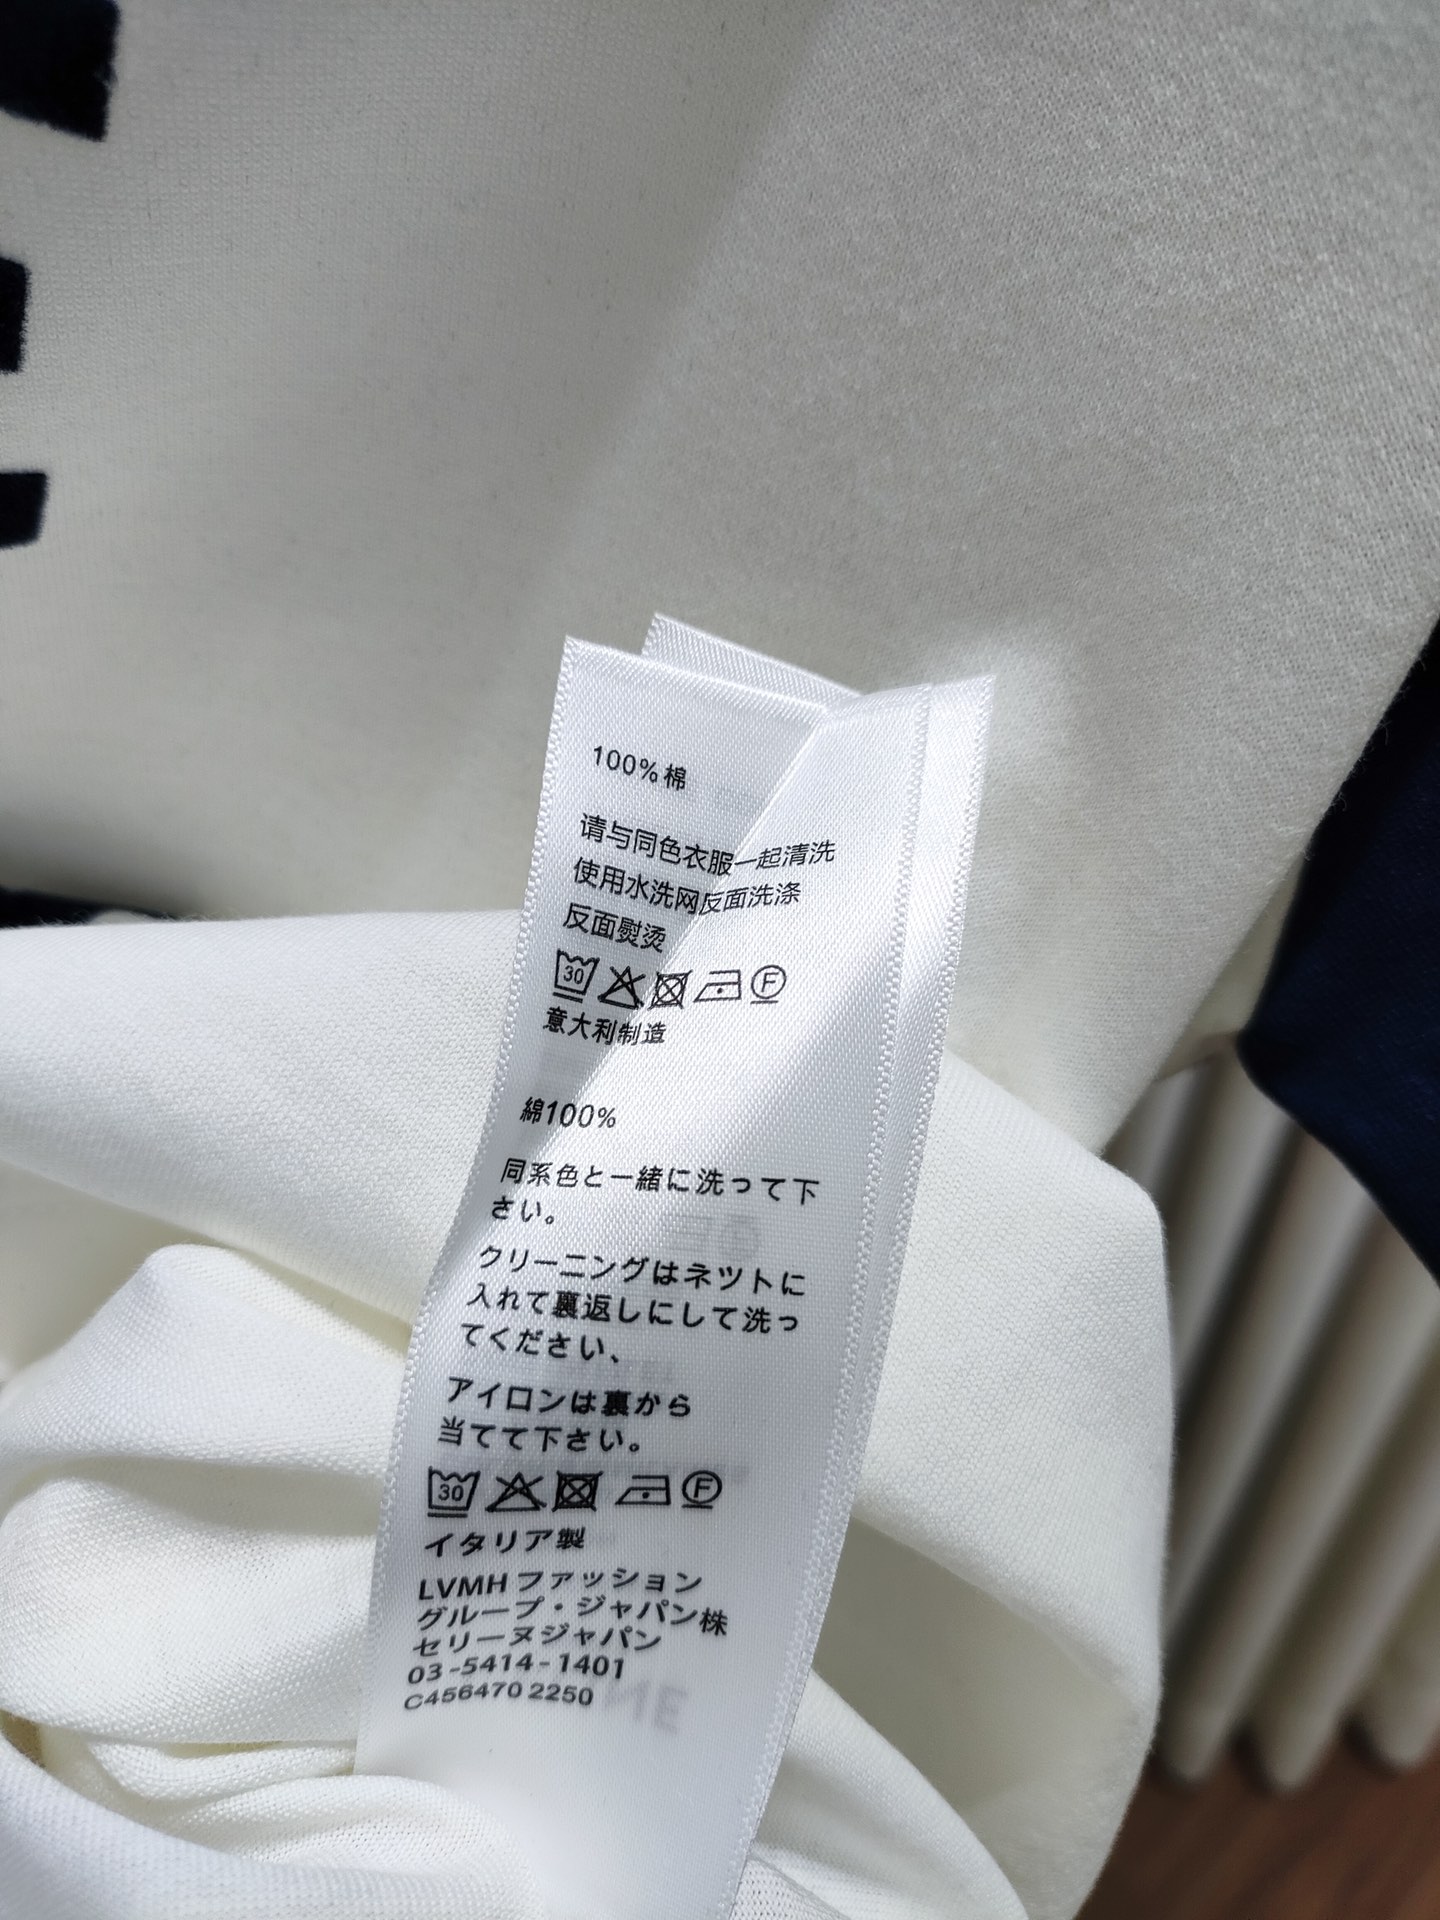 100%棉
请与同色衣服一起清洗
使用水洗网反面洗涤
反面熨烫
30 F
意大利制造
綿100%
同系色と一緒に洗って下
さい。
クリーニングはネツトに
入れて裏返しにして洗っ
てください、
アイロンは裏から
当てて下さい。
30 F
イタリア製
LVMHファッション
グループ・ジャパン株
セリーヌジャパン
03-5414-1401
C456470 2250